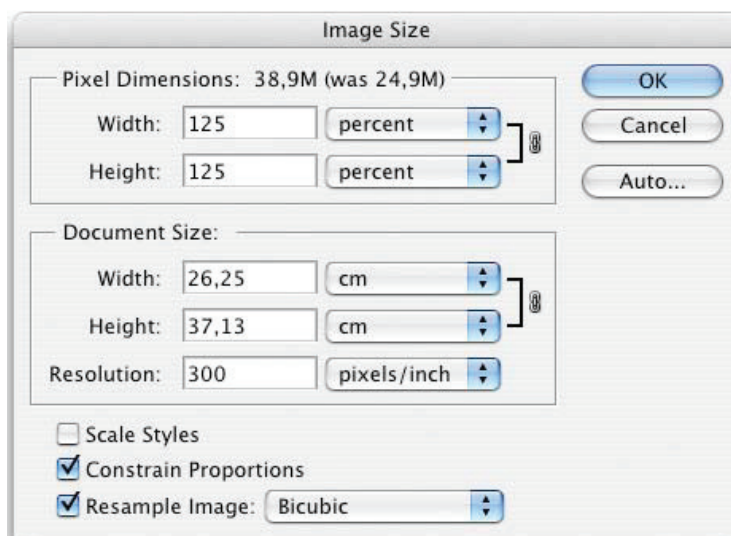 Image Size
Pixel Dimensions: 38,9M (was 24,9M)
Width: 125 percent
Height: 125 percent
OK
Cancel
Auto...
Document Size:
Width: 26,25 cm
Height: 37,13 cm
Resolution: 300 pixels/inch
Scale Styles
Constrain Proportions
Resample Image: Bicubic